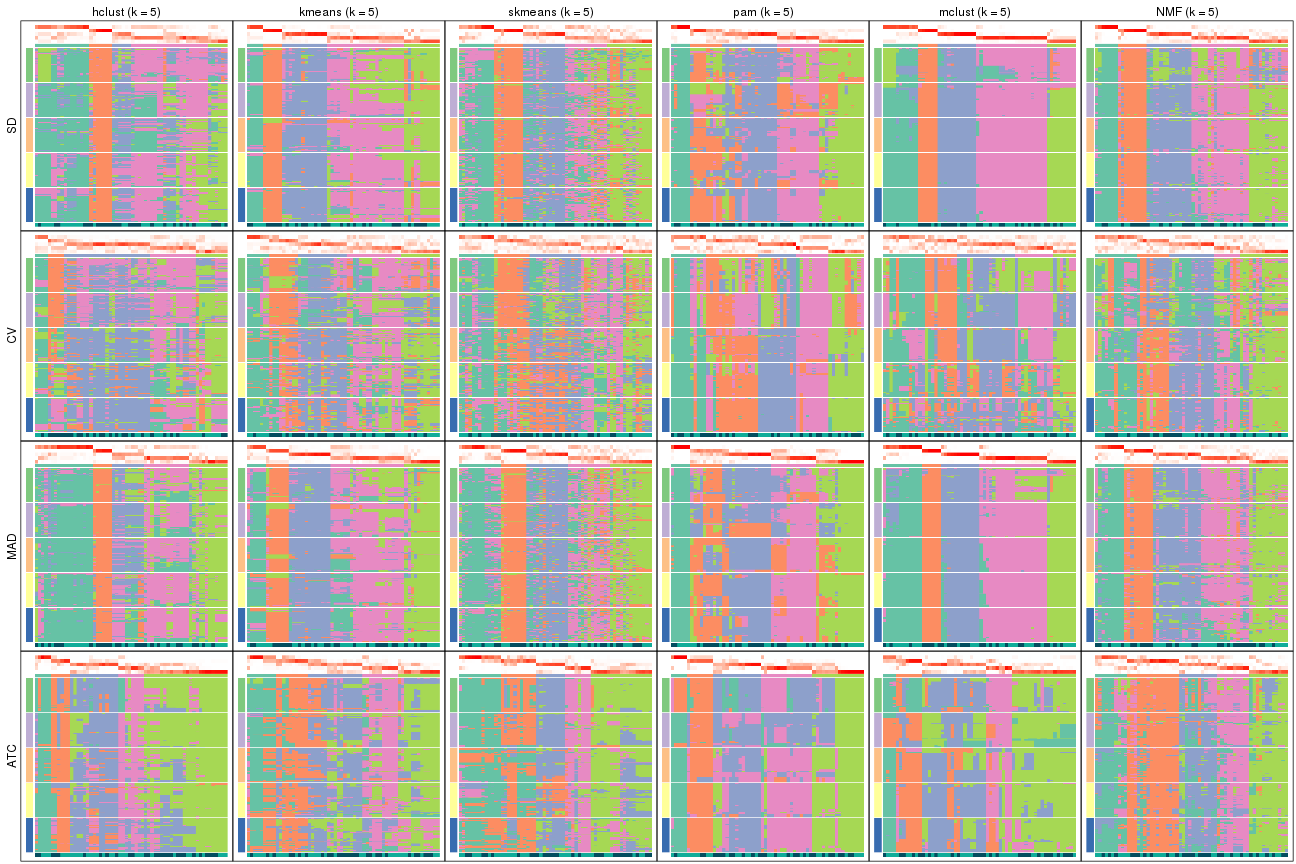 hclust (k = 5)
kmeans (k = 5)
skmeans (k = 5)
pam (k = 5)
mclust (k = 5)
NMF (k = 5)
SD
CV
MAD
ATC